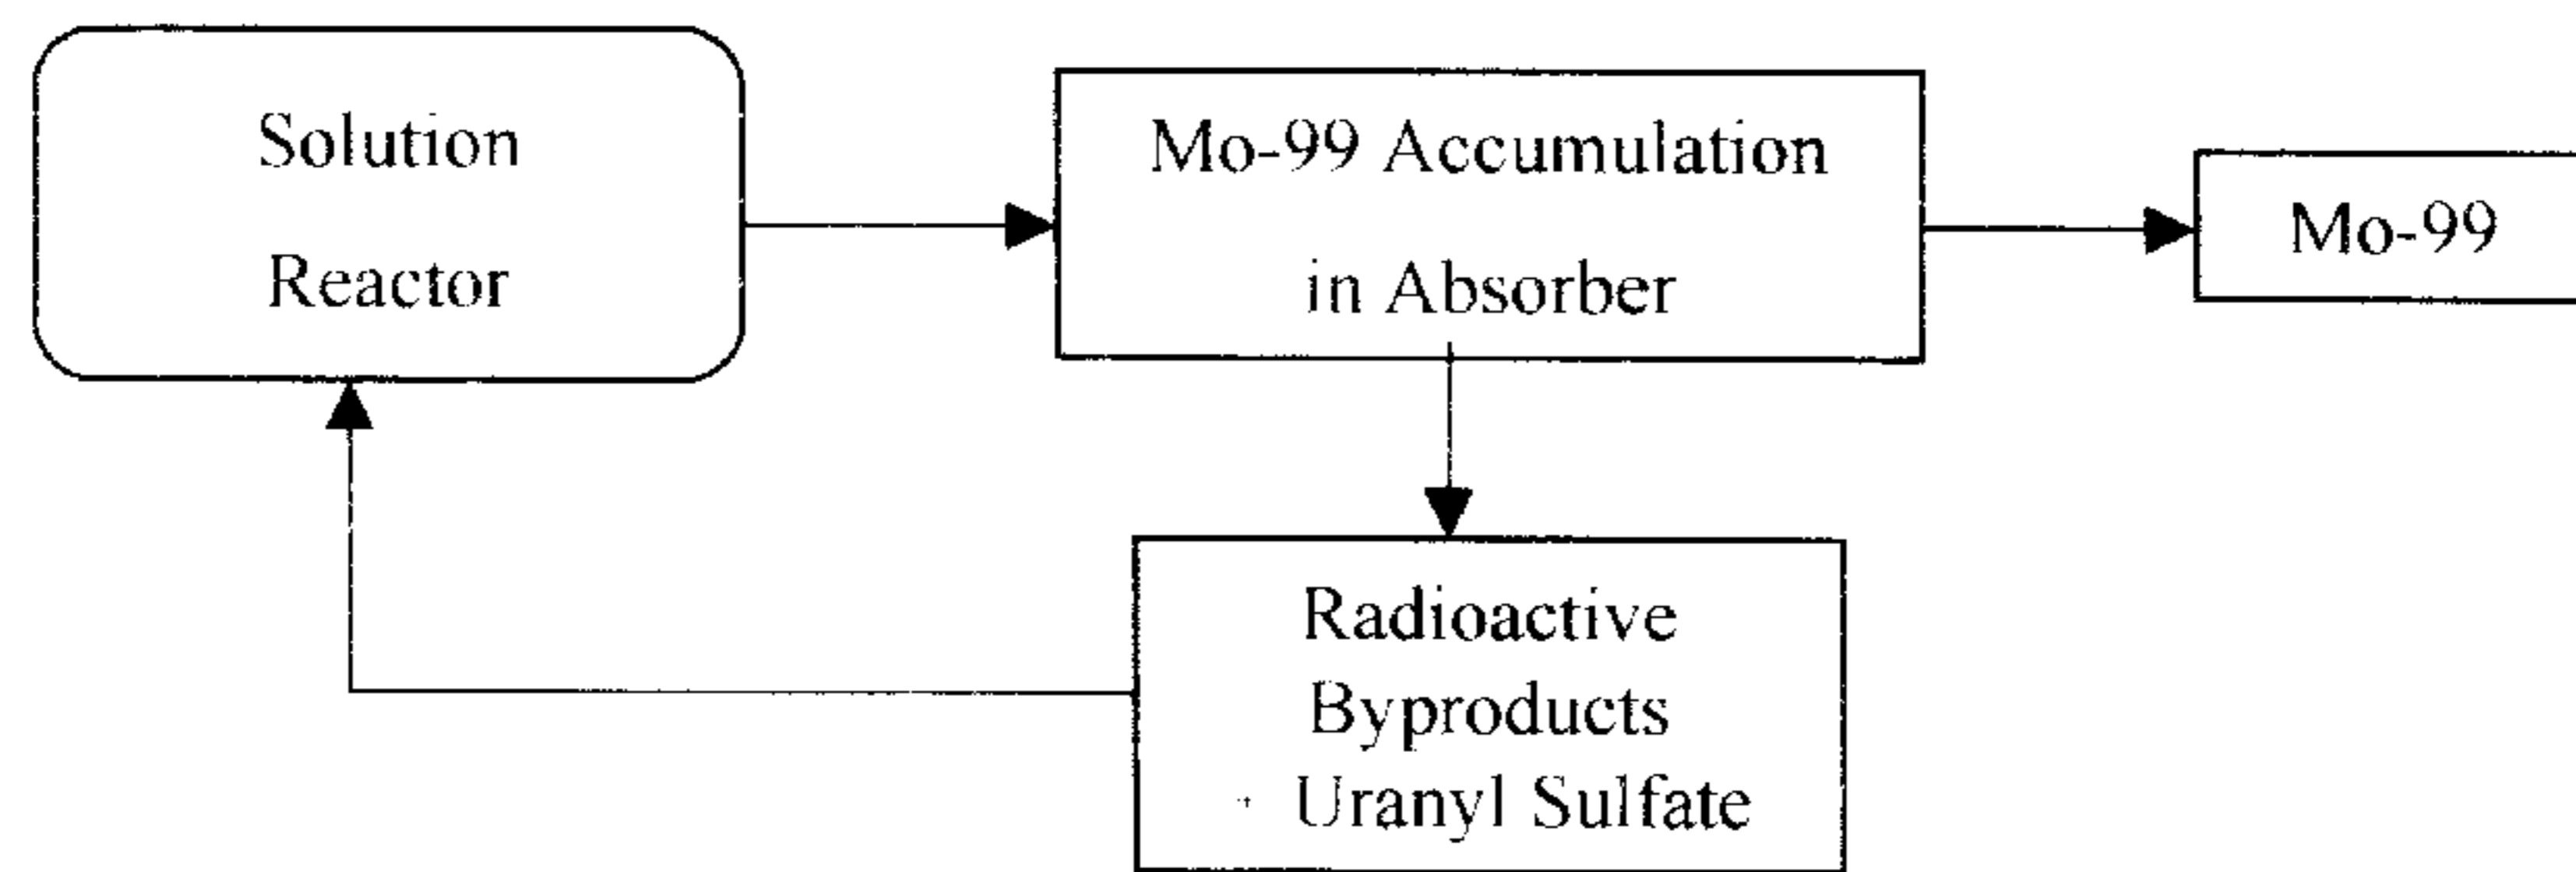 Solution
Reactor
Mo-99 Accumulation
in Absorber
Mo-99
Radioactive
Byproducts
+ Uranyl Sulfate